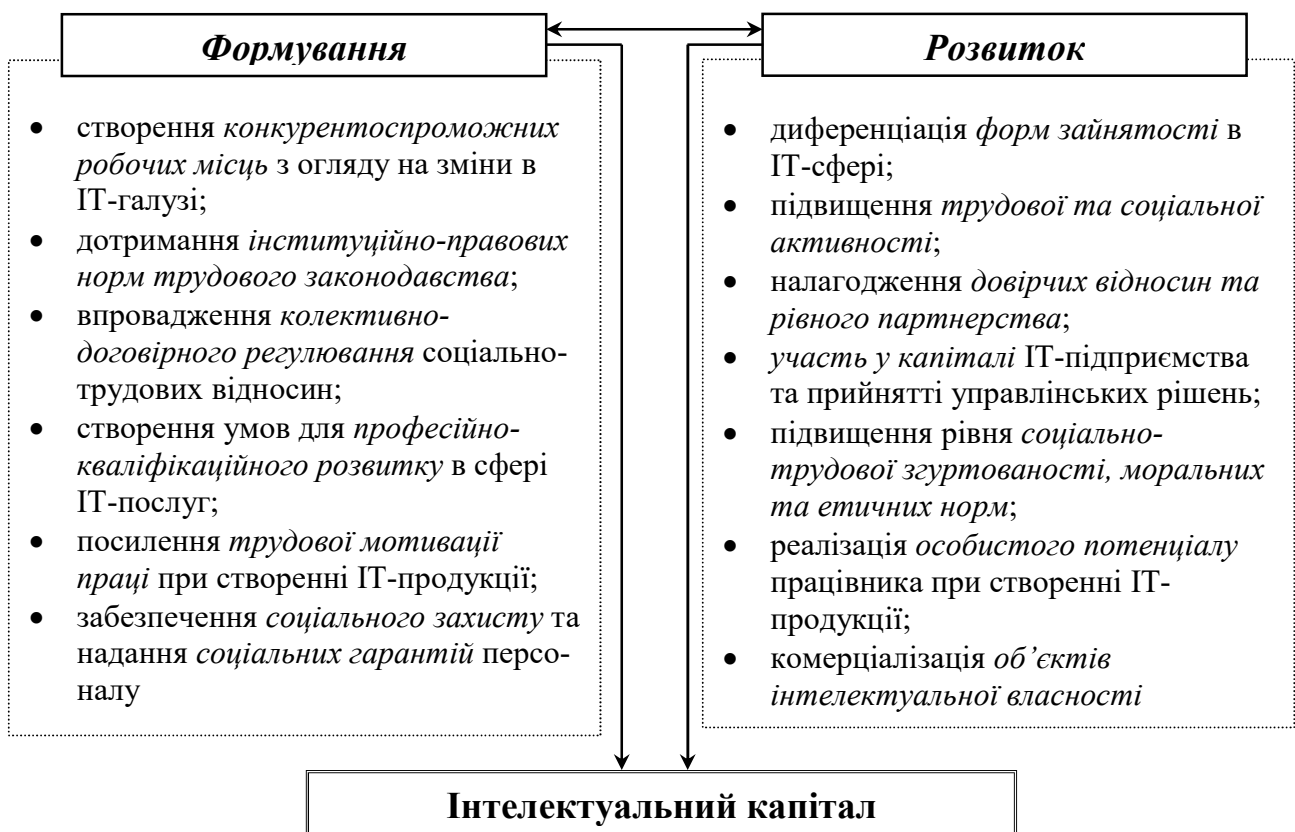 Формування
створення конкурентоспроможних
робочих місць з огляду на зміни в
ІТ-галузі;
дотримання інституційно-правових
норм трудового законодавства;
впровадження колективно-
договірного регулювання соціально-
трудових відносин;
створення умов для професійно-
кваліфікаційного розвитку в сфері
ІТ-послуг;
посилення трудової мотивації
праці при створенні ІТ-продукції;
забезпечення соціального захисту та
надання соціальних гарантій персо-
налу
Розвиток
диференціація форм зайнятості в
ІТ-сфері;
підвищення трудової та соціальної
активності;
налагодження довірчих відносин та
рівного партнерства;
участь у капіталі ІТ-підприємства
та прийнятті управлінських рішень;
підвищення рівня соціально-
трудової згуртованості, моральних
та етичних норм;
реалізація особистого потенціалу
працівника при створенні ІТ-
продукції;
комерціалізація об’єктів
інтелектуальної власності
Інтелектуальний капітал